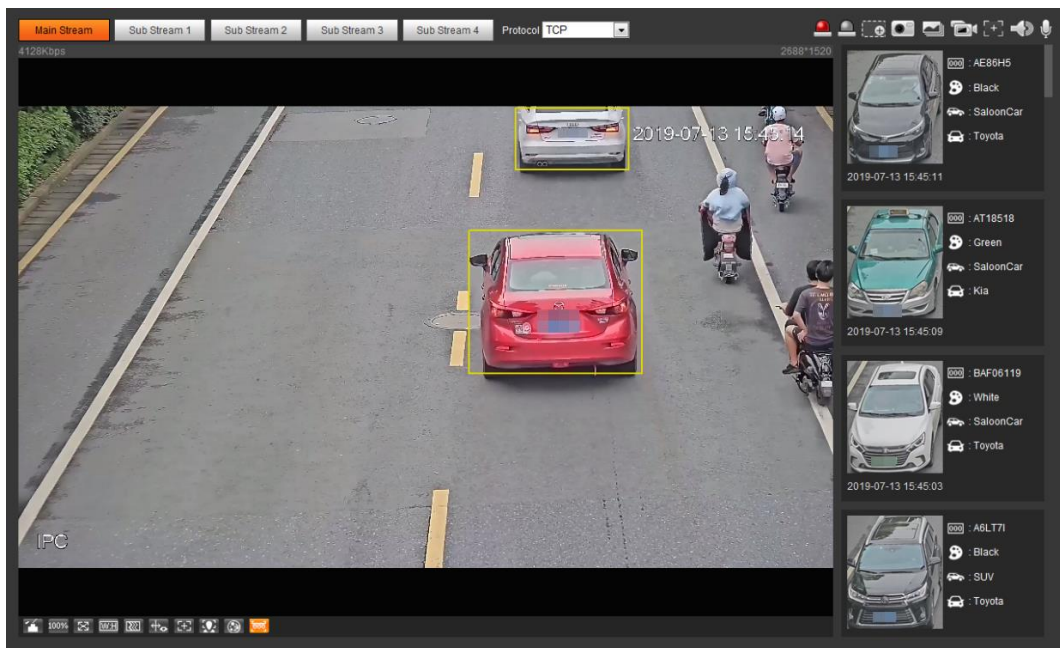 Main Stream Sub Stream 1 Sub Stream 2 Sub Stream 3 Sub Stream 4 Protocol TCP
4128Kbps 2688*1520
2019-07-13 15:45:14
IPC
100% W:H
: AE86H5
: Black
: SaloonCar
: Toyota
2019-07-13 15:45:11
: AT18518
: Green
: SaloonCar
: Kia
2019-07-13 15:45:09
: BAF06119
: White
: SaloonCar
: Toyota
2019-07-13 15:45:03
: A6LT7I
: Black
: SUV
: Toyota